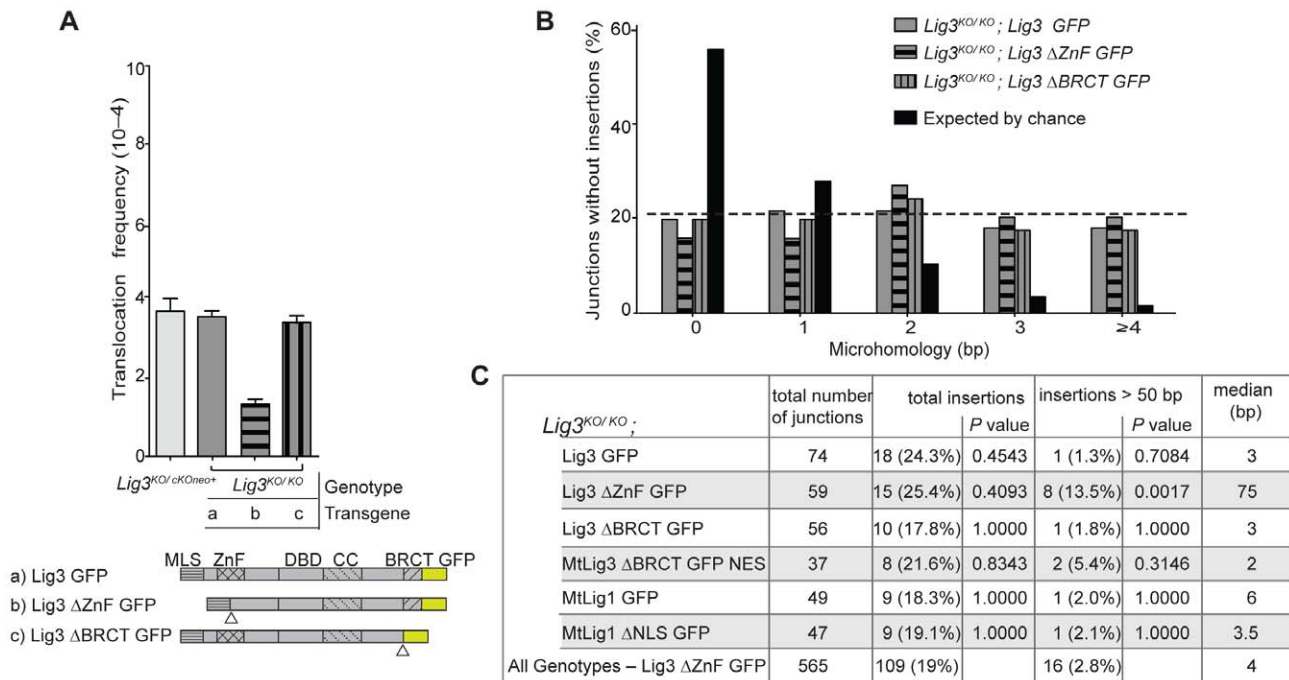 A
Translocation frequency (10–4)
10
8
6
4
2
0
Lig3KO/cKOneo+
Lig3KO/KO
Genotype
a b c
Transgene
MLS ZnF DBD CC BRCT GFP
a) Lig3 GFP
b) Lig3 ΔZnF GFP
c) Lig3 ΔBRCT GFP
B
Junctions without insertions (%)
60
40
20
0
Lig3KO/KO; Lig3 GFP
Lig3KO/KO; Lig3 ΔZnF GFP
Lig3KO/KO; Lig3 ΔBRCT GFP
Expected by chance
0 1 2 3 ≥4
Microhomology (bp)
C
Lig3KO/KO;
total number of junctions
total insertions
P value
insertions > 50 bp
P value
median (bp)
Lig3 GFP 74 18 (24.3%) 0.4543 1 (1.3%) 0.7084 3
Lig3 ΔZnF GFP 59 15 (25.4%) 0.4093 8 (13.5%) 0.0017 75
Lig3 ΔBRCT GFP 56 10 (17.8%) 1.0000 1 (1.8%) 1.0000 3
MtLig3 ΔBRCT GFP NES 37 8 (21.6%) 0.8343 2 (5.4%) 0.3146 2
MtLig1 GFP 49 9 (18.3%) 1.0000 1 (2.0%) 1.0000 6
MtLig1 ΔNLS GFP 47 9 (19.1%) 1.0000 1 (2.1%) 1.0000 3.5
All Genotypes – Lig3 ΔZnF GFP 565 109 (19%) 16 (2.8%) 4